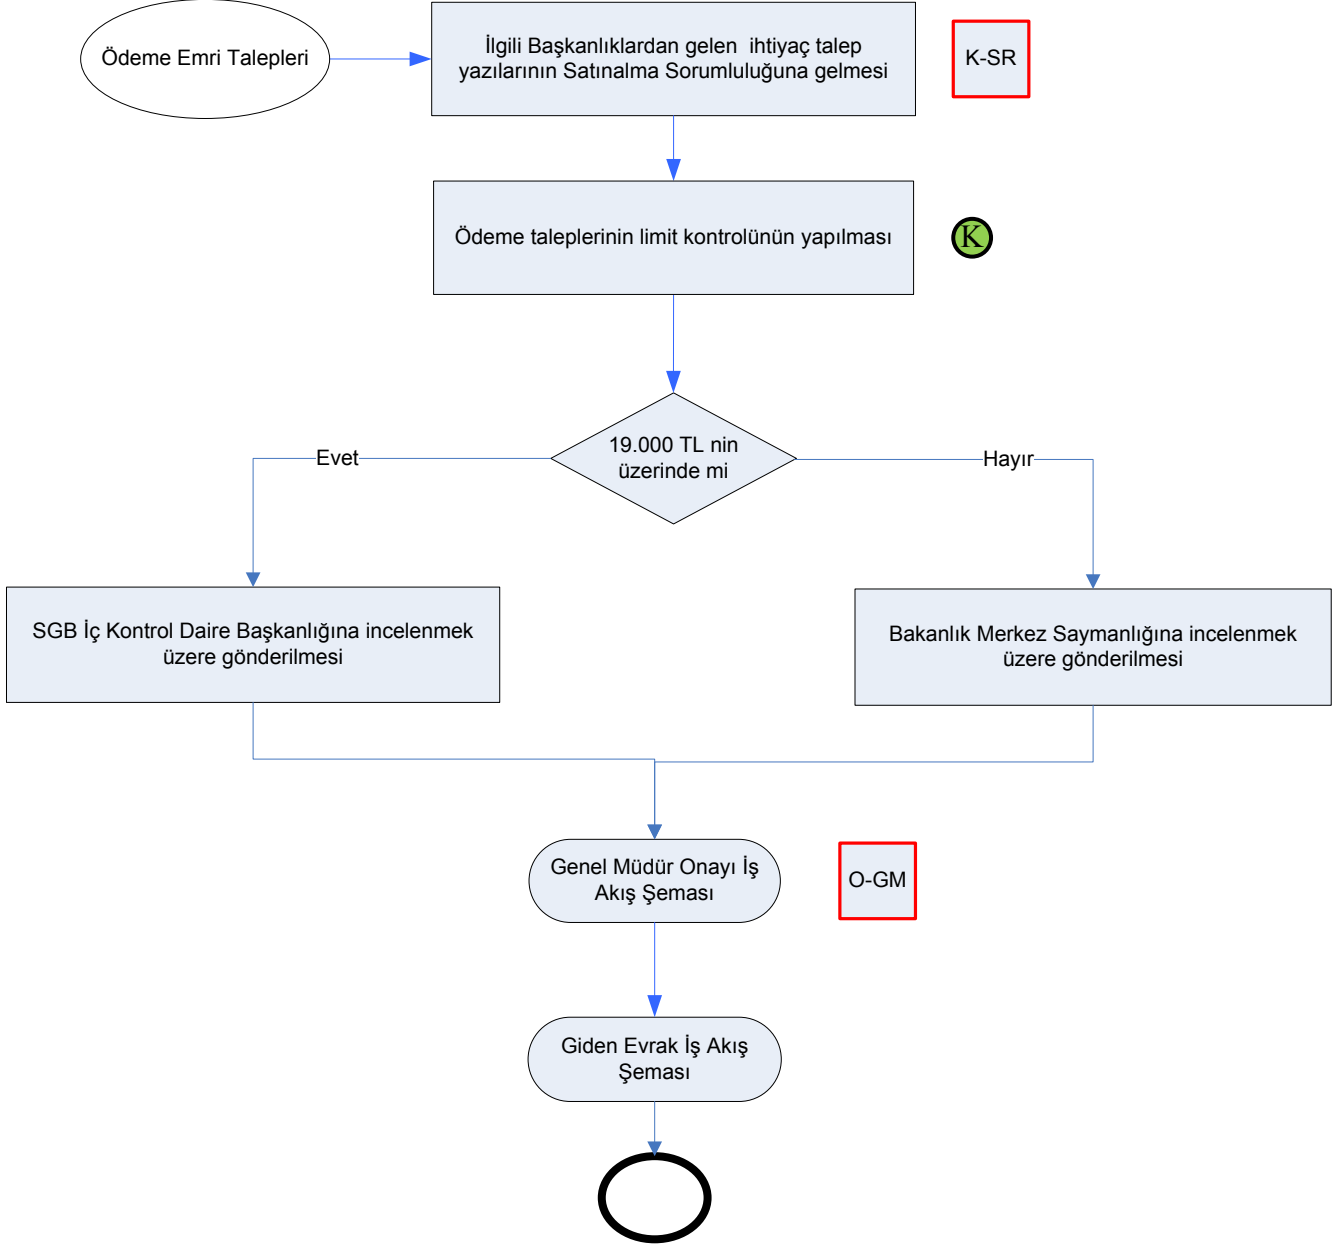 Ödeme Emri Talepleri
İlgili Başkanlıklardan gelen ihtiyaç talep
yazılarının Satınalma Sorumluluğuna gelmesi
K-SR
Ödeme taleplerinin limit kontrolünün yapılması
K
19.000 TL nin
üzerinde mi
Evet
Hayır
SGB İç Kontrol Daire Başkanlığına incelenmek
üzere gönderilmesi
Bakanlık Merkez Saymanlığına incelenmek
üzere gönderilmesi
Genel Müdür Onayı İş
Akış Şeması
O-GM
Giden Evrak İş Akış
Şeması